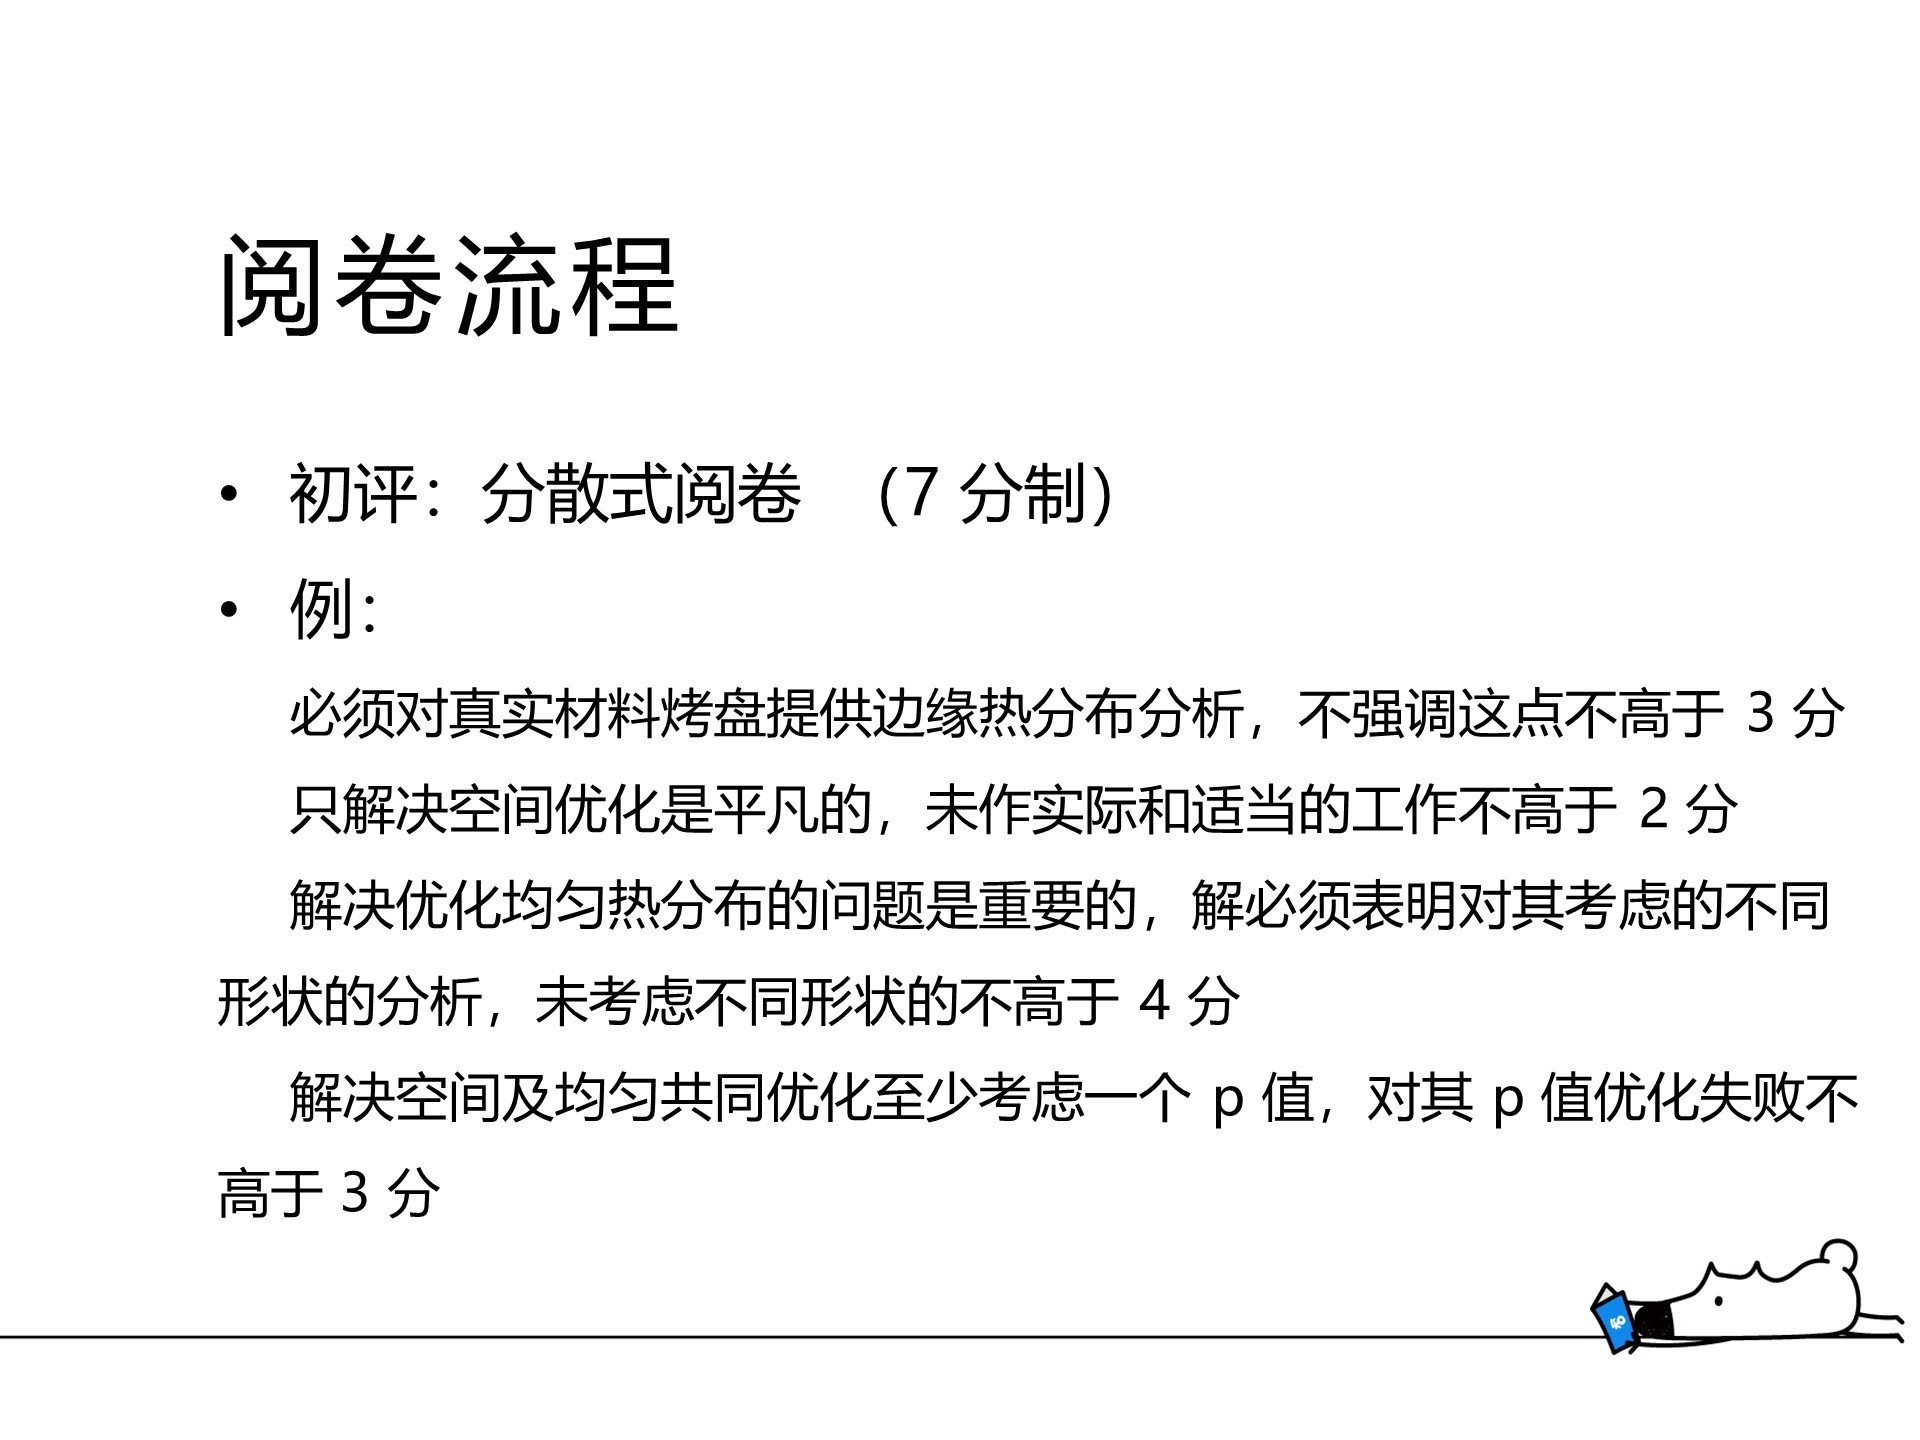 阅卷流程
• 初评：分散式阅卷 （7 分制）
• 例：
必须对真实材料烤盘提供边缘热分布分析，不强调这点不高于 3 分
只解决空间优化是平凡的，未作实际和适当的工作不高于 2 分
解决优化均匀热分布的问题是重要的，解必须表明对其考虑的不同
形状的分析，未考虑不同形状的不高于 4 分
解决空间及均匀共同优化至少考虑一个 p 值，对其 p 值优化失败不
高于 3 分
知